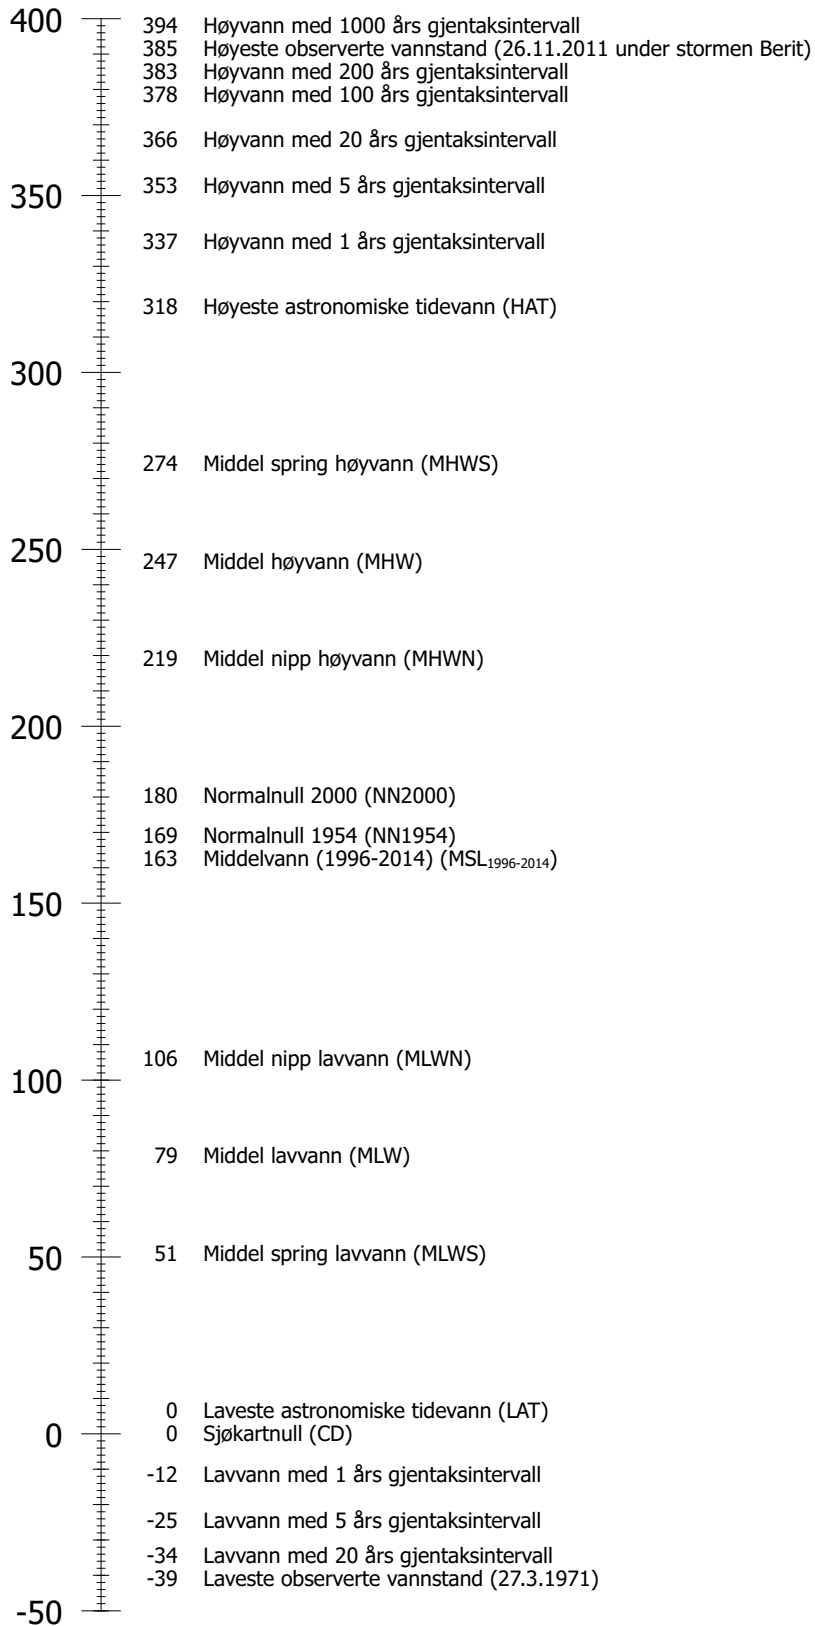 400
394 Høyvann med 1000 års gjentaksintervall
385 Høyeste observerte vannstand (26.11.2011 under stormen Berit)
383 Høyvann med 200 års gjentaksintervall
378 Høyvann med 100 års gjentaksintervall
366 Høyvann med 20 års gjentaksintervall
353 Høyvann med 5 års gjentaksintervall
350
337 Høyvann med 1 års gjentaksintervall
318 Høyeste astronomiske tidevann (HAT)
300
274 Middel spring høyvann (MHWS)
250
247 Middel høyvann (MHW)
219 Middel nipp høyvann (MHWN)
200
180 Normalnull 2000 (NN2000)
169 Normalnull 1954 (NN1954)
163 Middelvann (1996-2014) (MSL1996-2014)
150
106 Middel nipp lavvann (MLWN)
100
79 Middel lavvann (MLW)
51 Middel spring lavvann (MLWS)
50
0 Laveste astronomiske tidevann (LAT)
0 0 Sjøkartnull (CD)
-12 Lavvann med 1 års gjentaksintervall
-25 Lavvann med 5 års gjentaksintervall
-34 Lavvann med 20 års gjentaksintervall
-39 Laveste observerte vannstand (27.3.1971)
-50